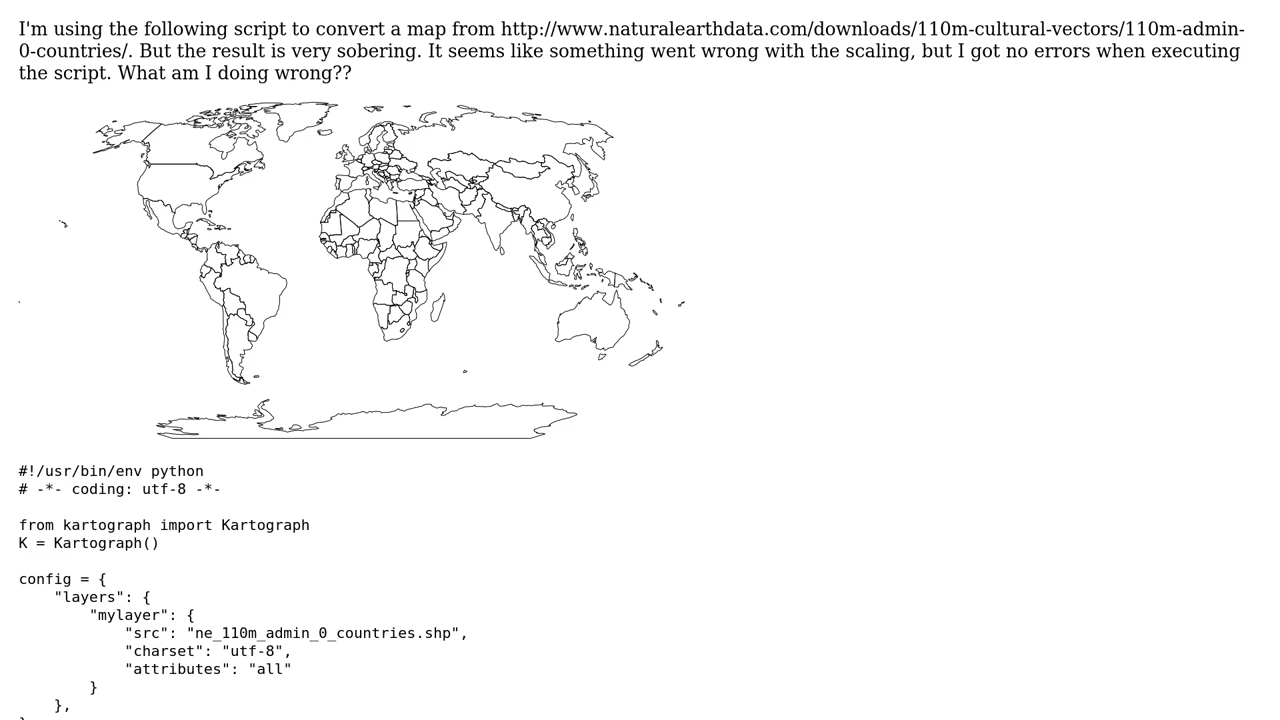 I'm using the following script to convert a map from http://www.naturalearthdata.com/downloads/110m-cultural-vectors/110m-admin-
0-countries/. But the result is very sobering. It seems like something went wrong with the scaling, but I got no errors when executing
the script. What am I doing wrong??
#!/usr/bin/env python
# -*- coding: utf-8 -*-
from kartograph import Kartograph
K = Kartograph()
config = {
    "layers": {
        "mylayer": {
            "src": "ne_110m_admin_0_countries.shp",
            "charset": "utf-8",
            "attributes": "all"
        }
    },